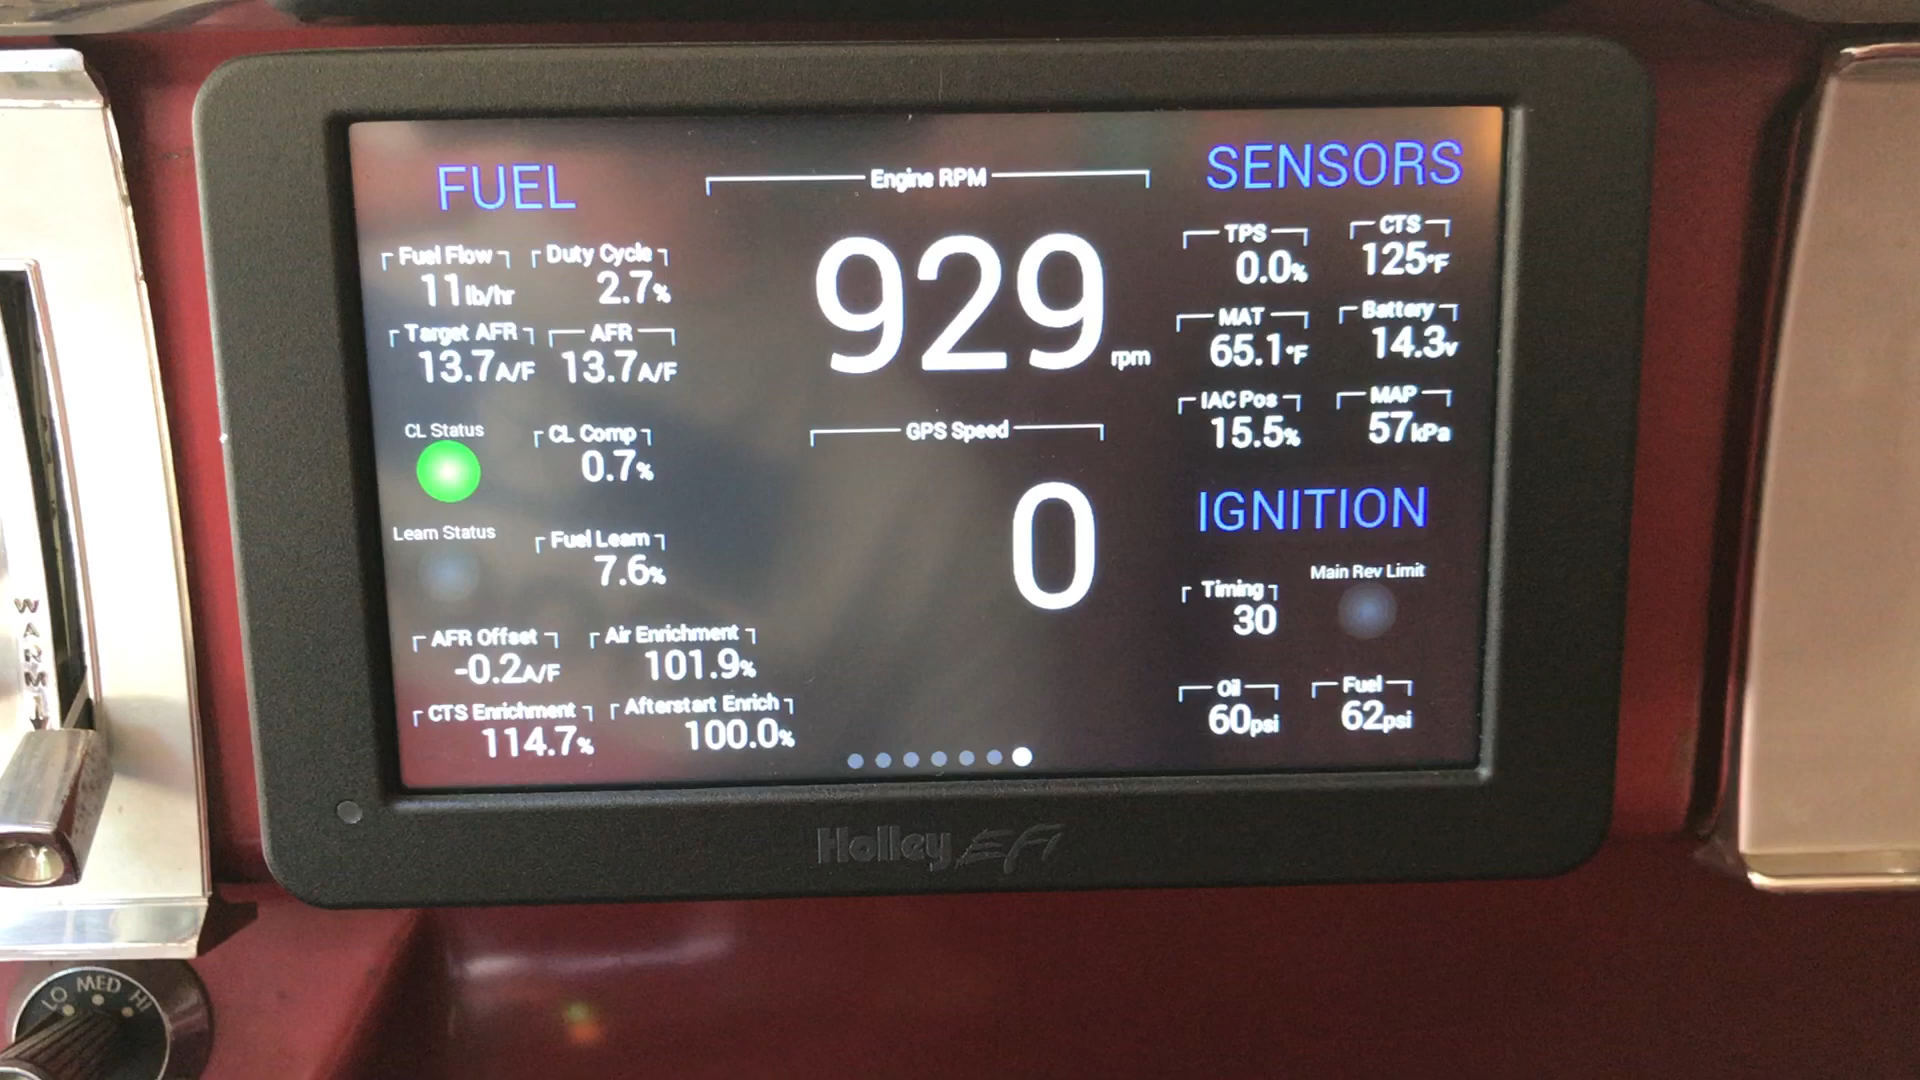 FUEL
Fuel Flow
11lb/hr
Duty Cycle
2.7%
Target AFR
13.7A/F
AFR
13.7A/F
CL Status
CL Comp
0.7%
Learn Status
Fuel Learn
7.6%
AFR Offset
-0.2A/F
Air Enrichment
101.9%
CTS Enrichment
114.7%
Afterstart Enrich
100.0%
Engine RPM
929rpm
GPS Speed
0
SENSORS
TPS
0.0%
CTS
125°F
MAT
65.1°F
Battery
14.3v
IAC Pos
15.5%
MAP
57kPa
IGNITION
Timing
30
Main Rev Limit
Oil
60psi
Fuel
62psi
Holley EFI
WARM
LO MED HI